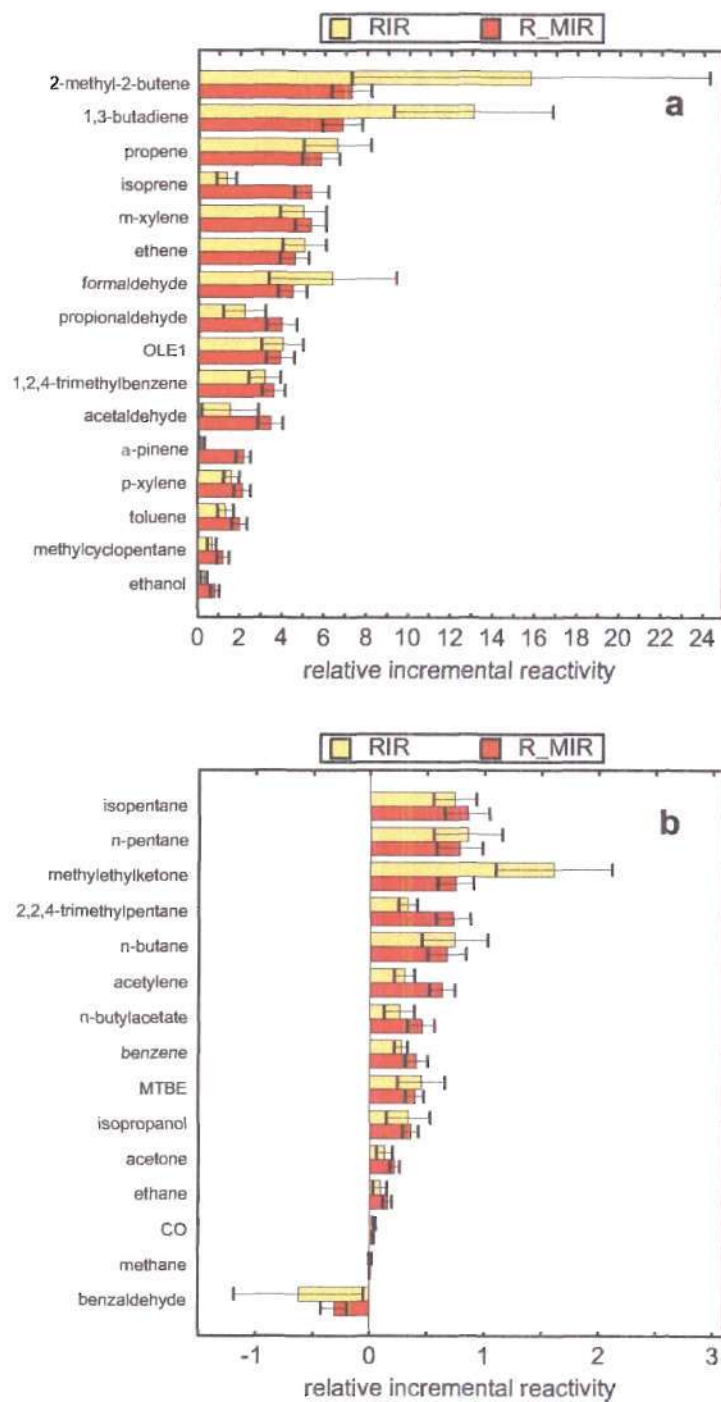 RIR R_MIR
a
2-methyl-2-butene
1,3-butadiene
propene
isoprene
m-xylene
ethene
formaldehyde
propionaldehyde
OLE1
1,2,4-trimethylbenzene
acetaldehyde
a-pinene
p-xylene
toluene
methylcyclopentane
ethanol
0 2 4 6 8 10 12 14 16 18 20 22 24
relative incremental reactivity
RIR R_MIR
b
isopentane
n-pentane
methylethylketone
2,2,4-trimethylpentane
n-butane
acetylene
n-butylacetate
benzene
MTBE
isopropanol
acetone
ethane
CO
methane
benzaldehyde
-1 0 1 2 3
relative incremental reactivity